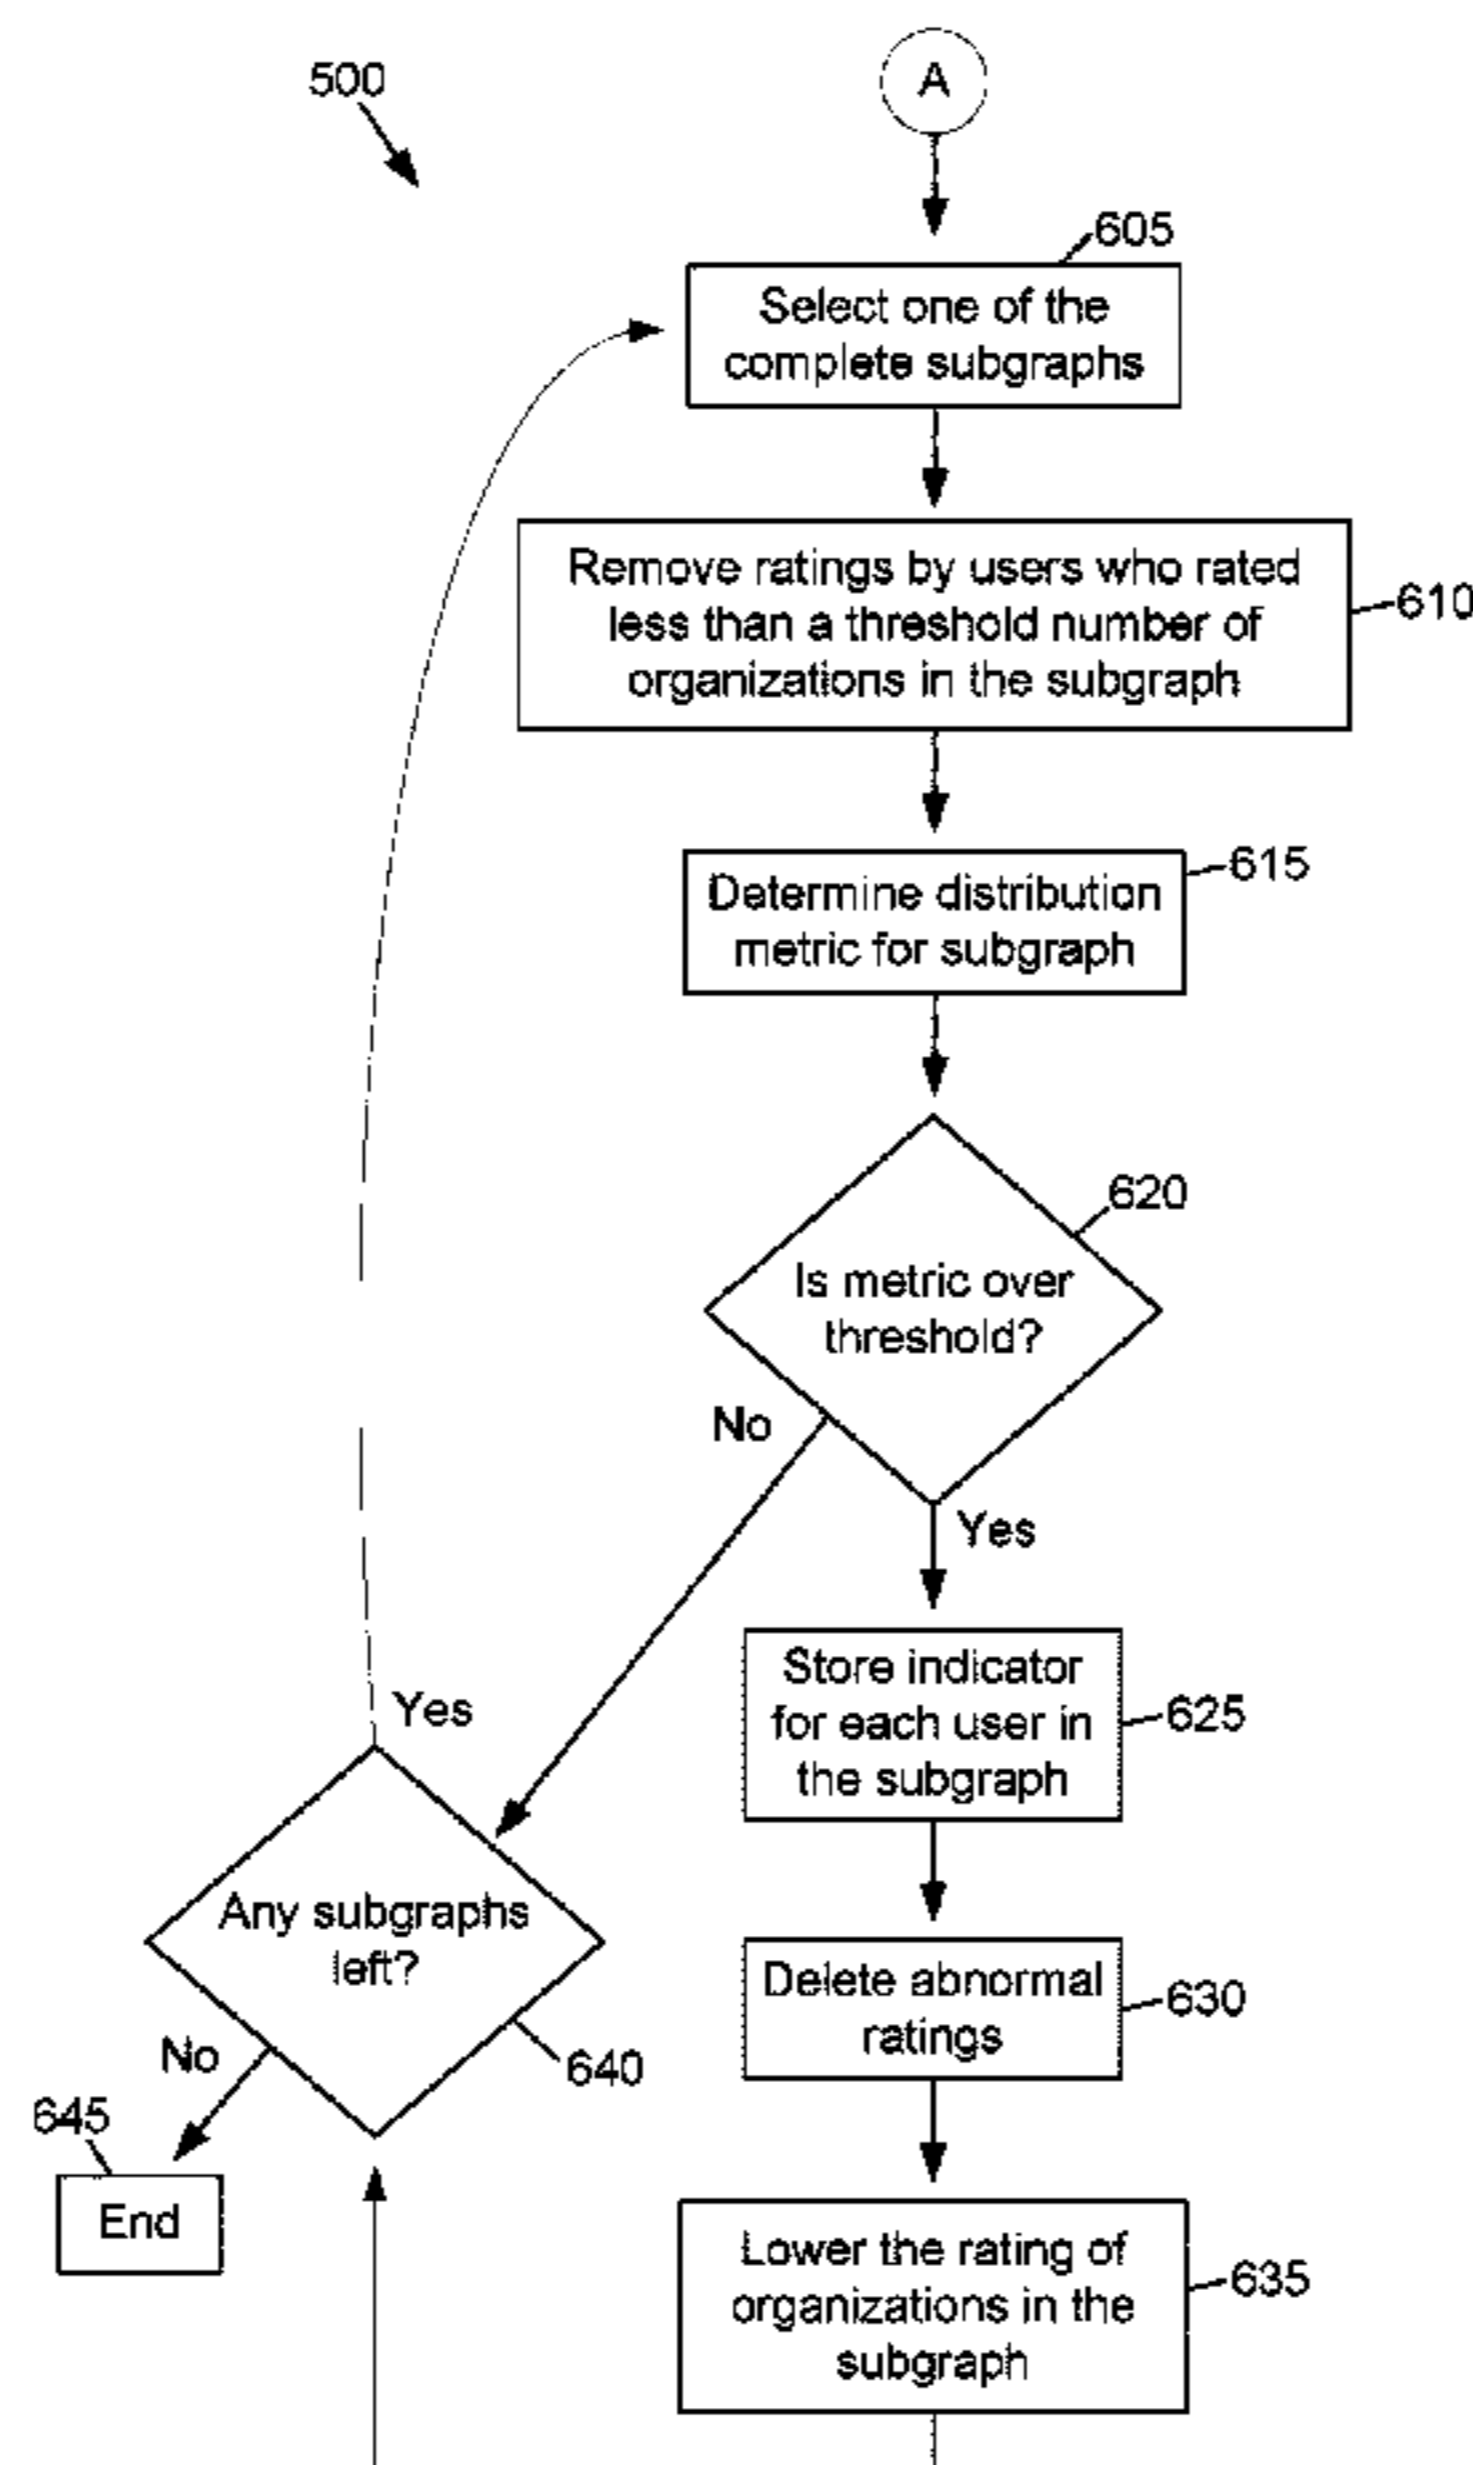 500
A
605
Select one of the
complete subgraphs
Remove ratings by users who rated
less than a threshold number of
organizations in the subgraph
610
Determine distribution
metric for subgraph
615
620
Is metric over
threshold?
No
Yes
Store indicator
for each user in
the subgraph
625
Yes
Any subgraphs
left?
Delete abnormal
ratings
630
No
640
645
End
Lower the rating of
organizations in the
subgraph
635